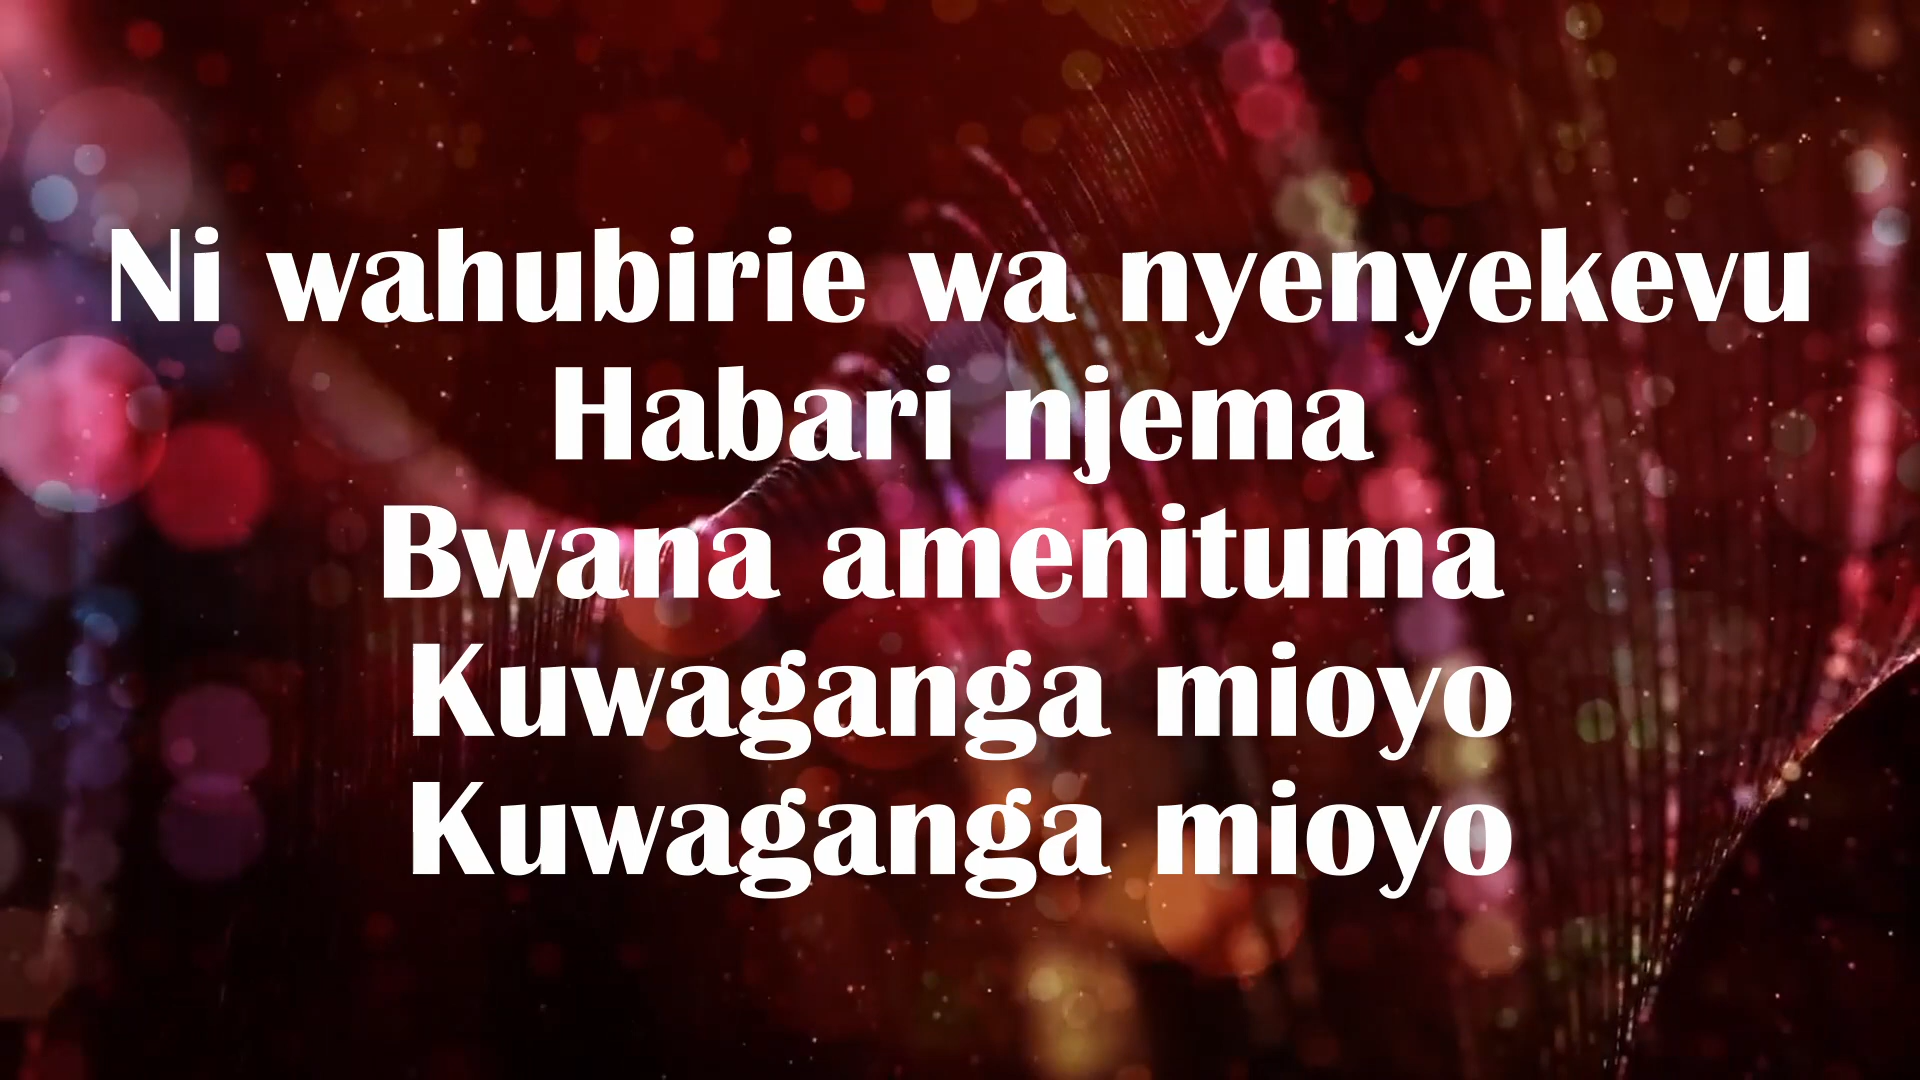 Ni wahubirie wa nyenyekevu
Habari njema
Bwana amenituma
Kuwaganga mioyo
Kuwaganga mioyo